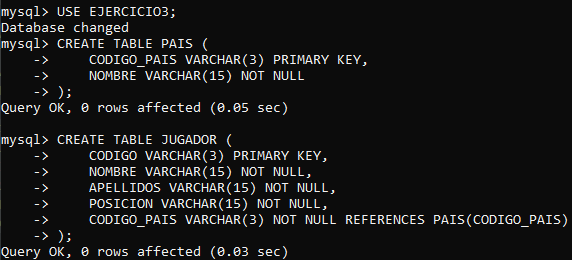 mysql> USE EJERCICIO3;
Database changed
mysql> CREATE TABLE PAIS (
    ->     CODIGO_PAIS VARCHAR(3) PRIMARY KEY,
    ->     NOMBRE VARCHAR(15) NOT NULL
    -> );
Query OK, 0 rows affected (0.05 sec)

mysql> CREATE TABLE JUGADOR (
    ->     CODIGO VARCHAR(3) PRIMARY KEY,
    ->     NOMBRE VARCHAR(15) NOT NULL,
    ->     APELLIDOS VARCHAR(15) NOT NULL,
    ->     POSICION VARCHAR(15) NOT NULL,
    ->     CODIGO_PAIS VARCHAR(3) NOT NULL REFERENCES PAIS(CODIGO_PAIS)
    -> );
Query OK, 0 rows affected (0.03 sec)